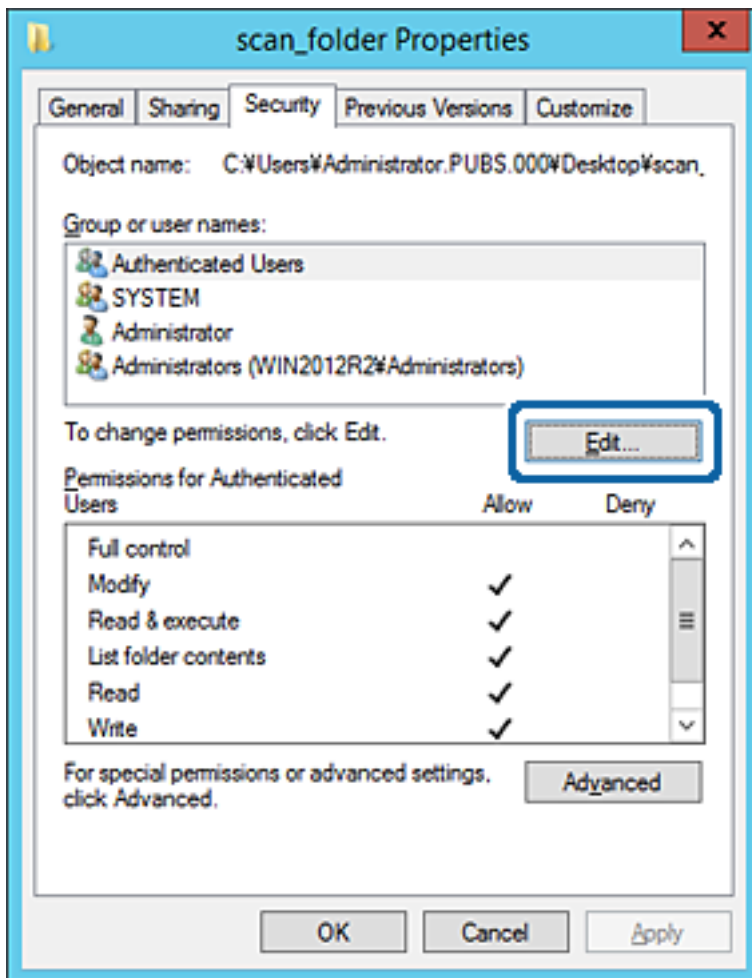 scan_folder Properties
x
General Sharing Security Previous Versions Customize
Object name: C:¥Users¥Administrator.PUBS.000¥Desktop¥scan_
Group or user names:
Authenticated Users
SYSTEM
Administrator
Administrators (WIN2012R2¥Administrators)
To change permissions, click Edit.
Edit...
Permissions for Authenticated
Users Allow Deny
Full control
Modify
Read & execute
List folder contents
Read
Write
For special permissions or advanced settings,
click Advanced.
Advanced
OK Cancel Apply